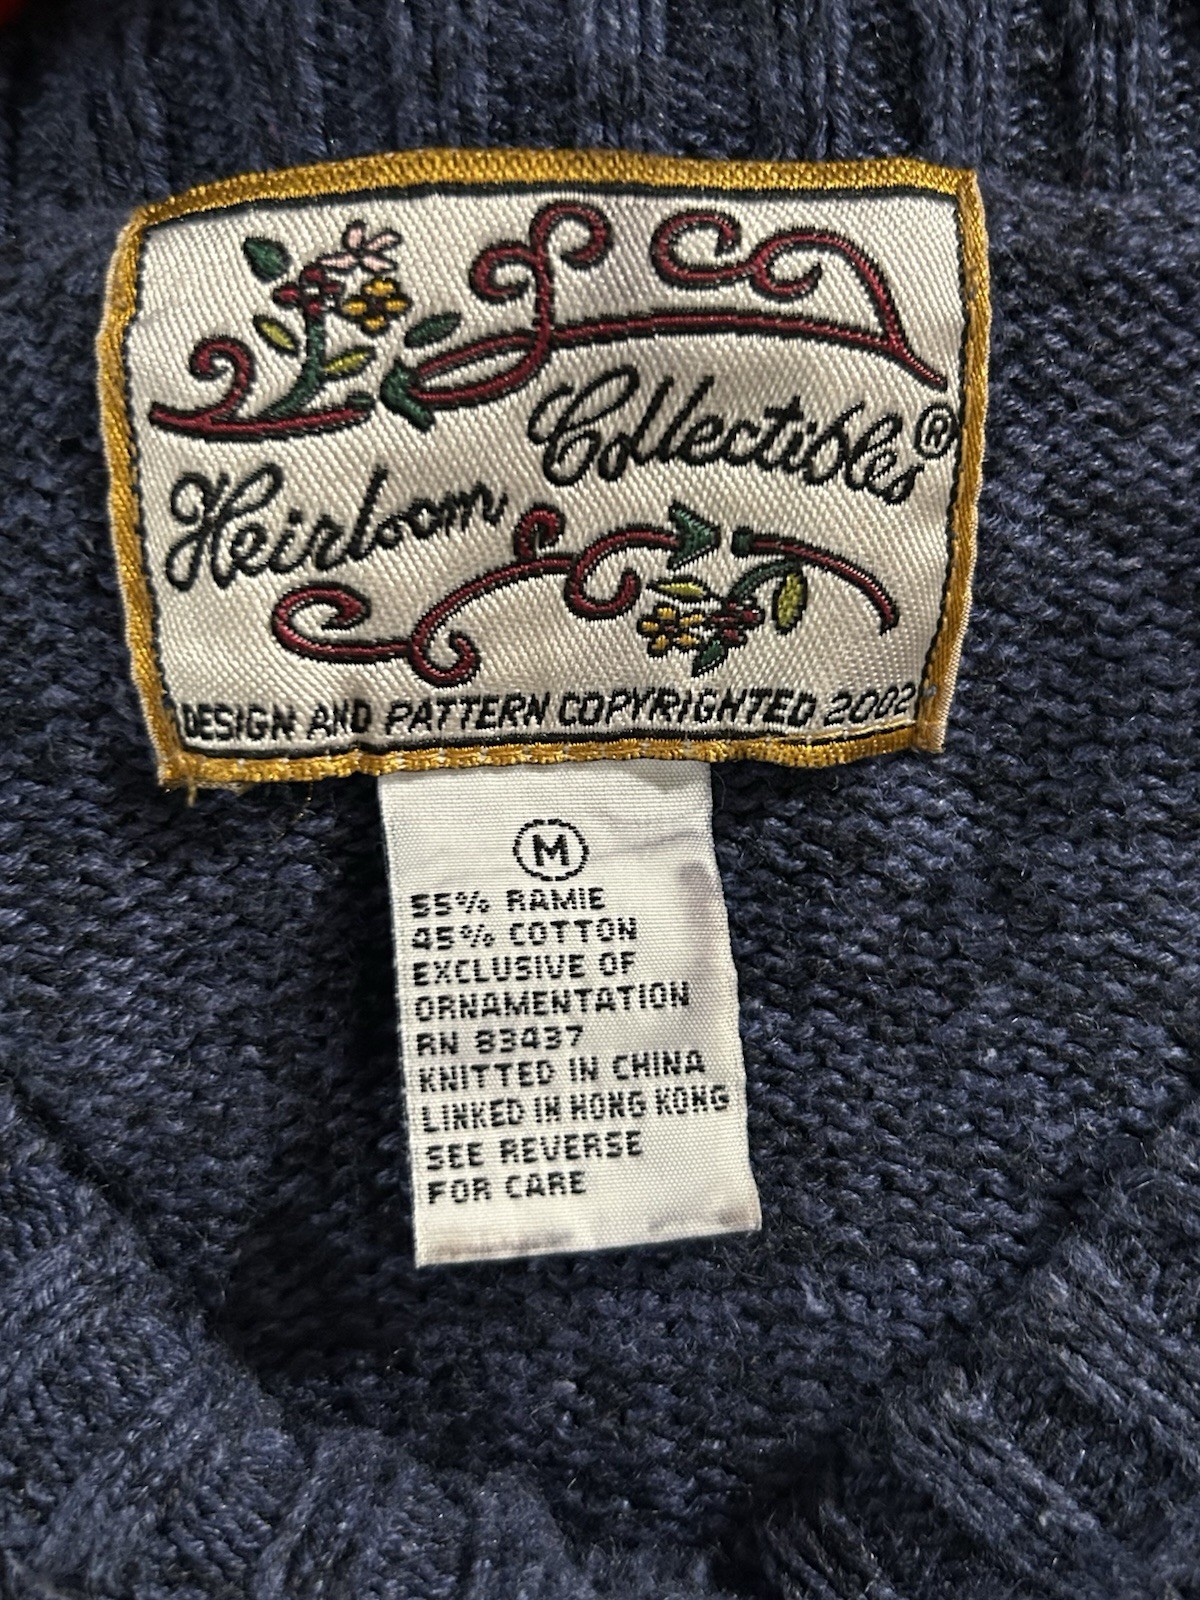 Heirloom Collectibles®
DESIGN AND PATTERN COPYRIGHTED 2002
M
55% RAMIE
45% COTTON
EXCLUSIVE OF
ORNAMENTATION
RN 83437
KNITTED IN CHINA
LINKED IN HONG KONG
SEE REVERSE
FOR CARE